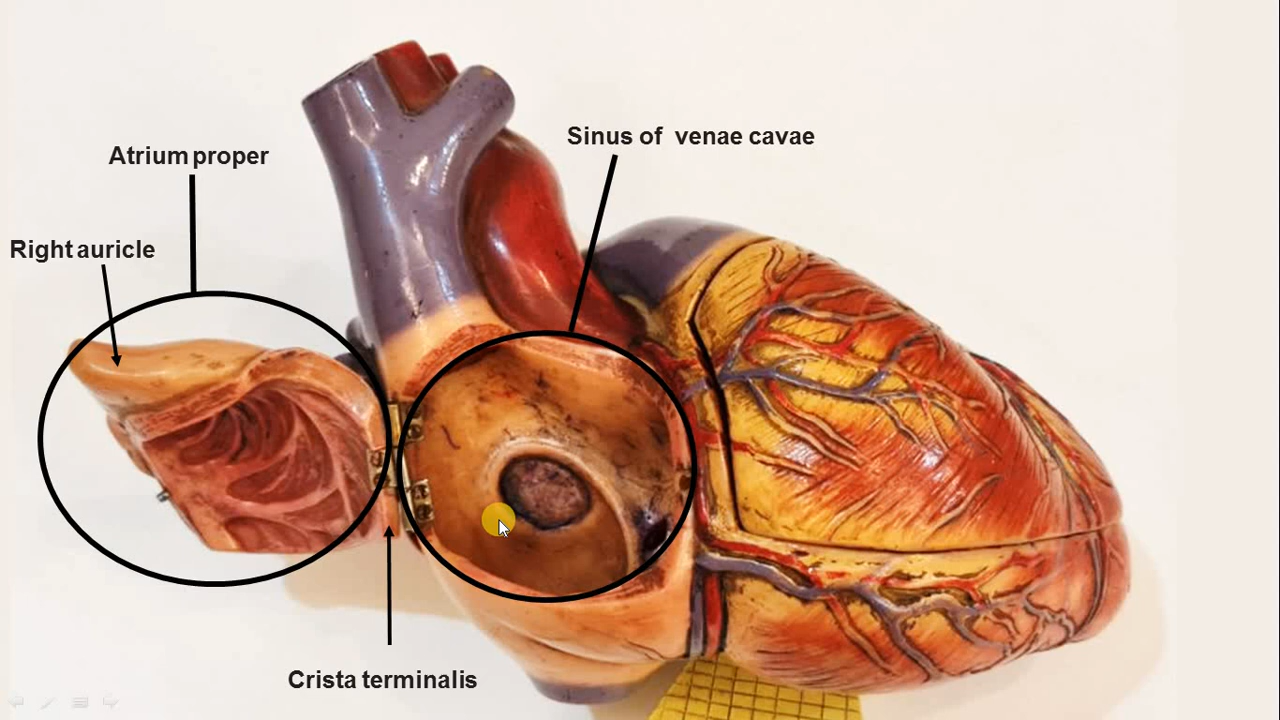 Sinus of venae cavae
Atrium proper
Right auricle
Crista terminalis